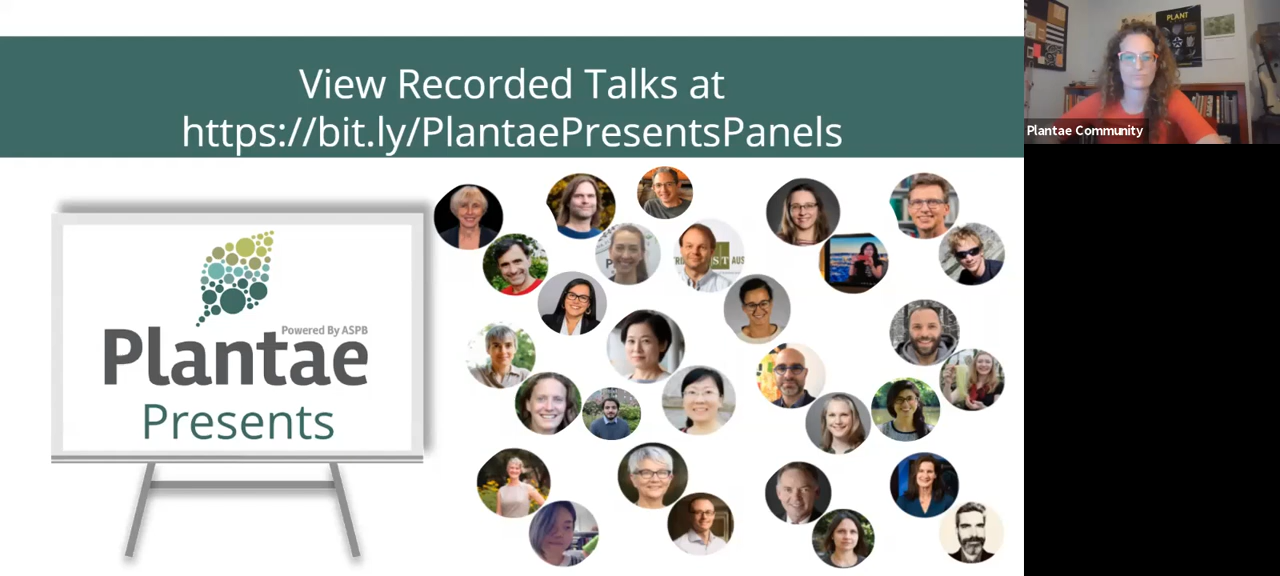 View Recorded Talks at
https://bit.ly/PlantaePresentsPanels
Plantae Community
PLANT
Powered By ASPB
Plantae
Presents